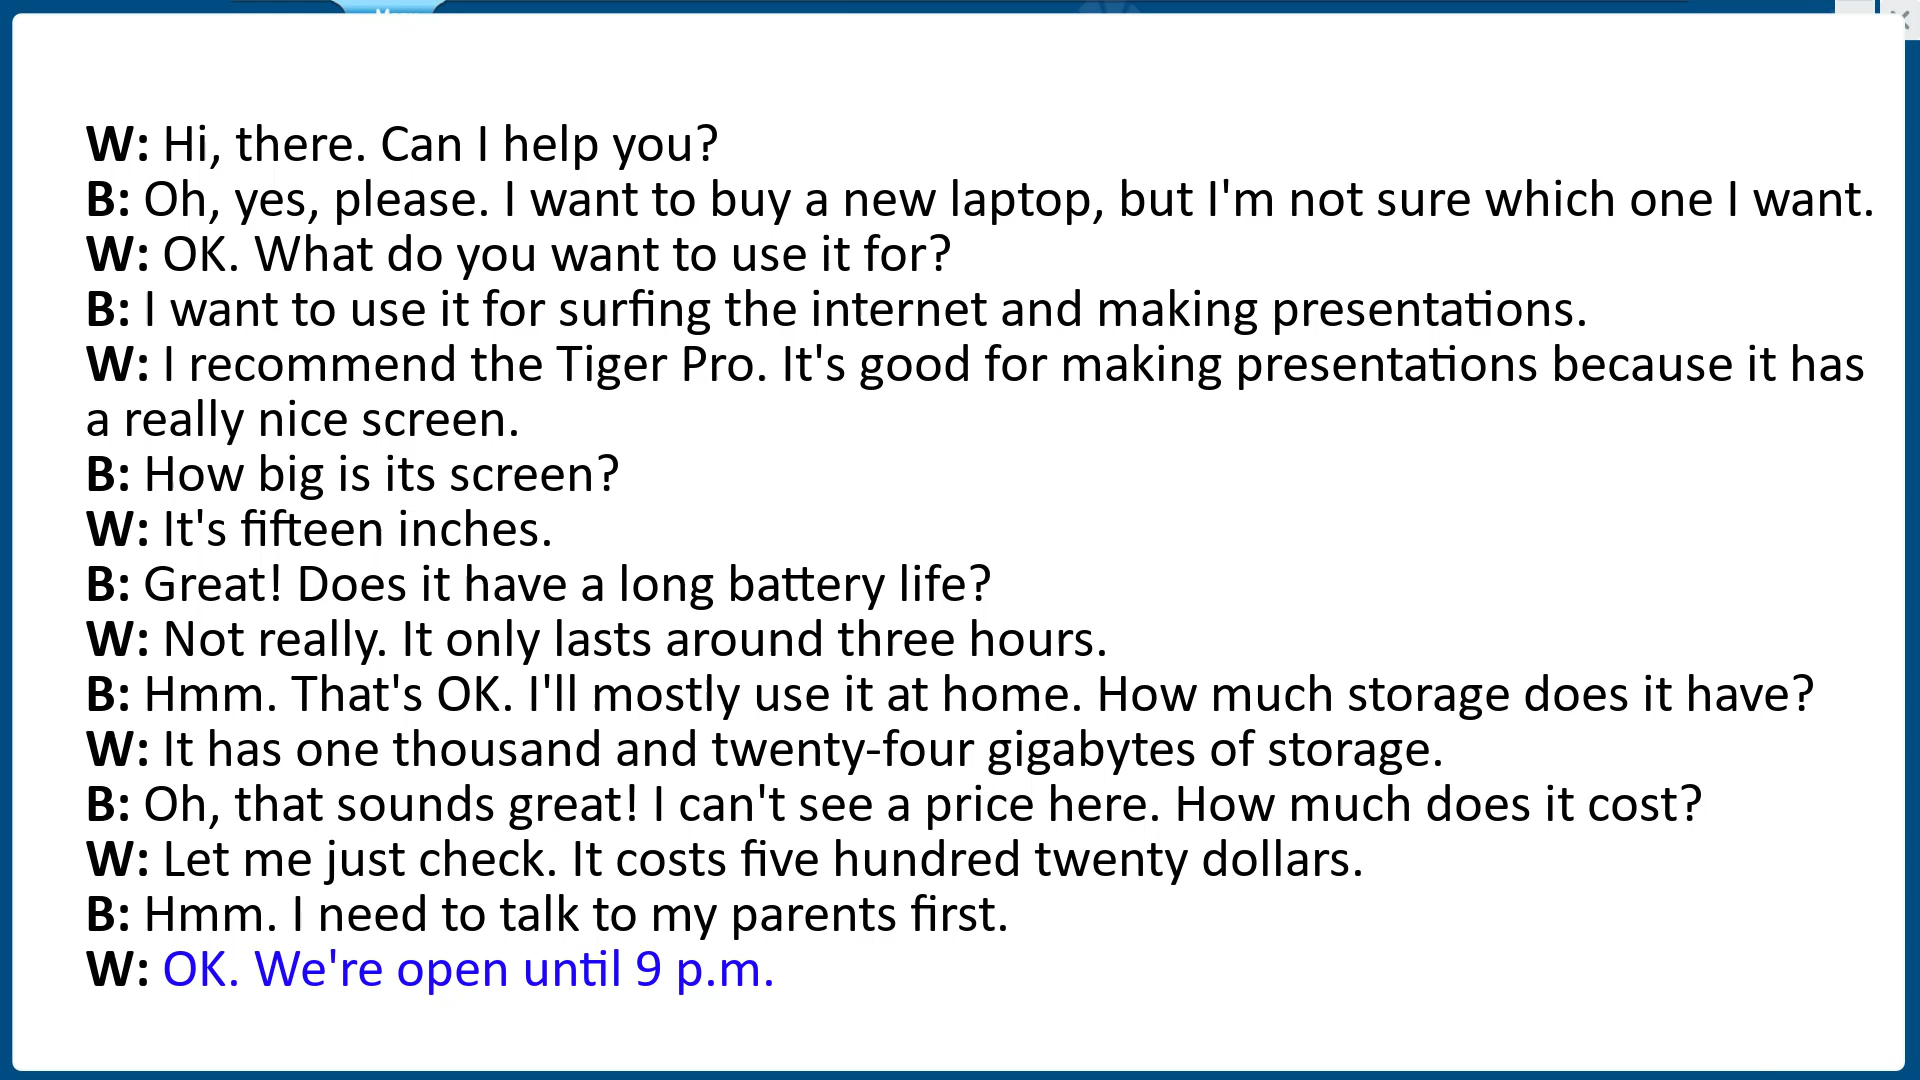 W: Hi, there. Can I help you?
B: Oh, yes, please. I want to buy a new laptop, but I'm not sure which one I want.
W: OK. What do you want to use it for?
B: I want to use it for surfing the internet and making presentations.
W: I recommend the Tiger Pro. It's good for making presentations because it has
a really nice screen.
B: How big is its screen?
W: It's fifteen inches.
B: Great! Does it have a long battery life?
W: Not really. It only lasts around three hours.
B: Hmm. That's OK. I'll mostly use it at home. How much storage does it have?
W: It has one thousand and twenty-four gigabytes of storage.
B: Oh, that sounds great! I can't see a price here. How much does it cost?
W: Let me just check. It costs five hundred twenty dollars.
B: Hmm. I need to talk to my parents first.
W: OK. We're open until 9 p.m.